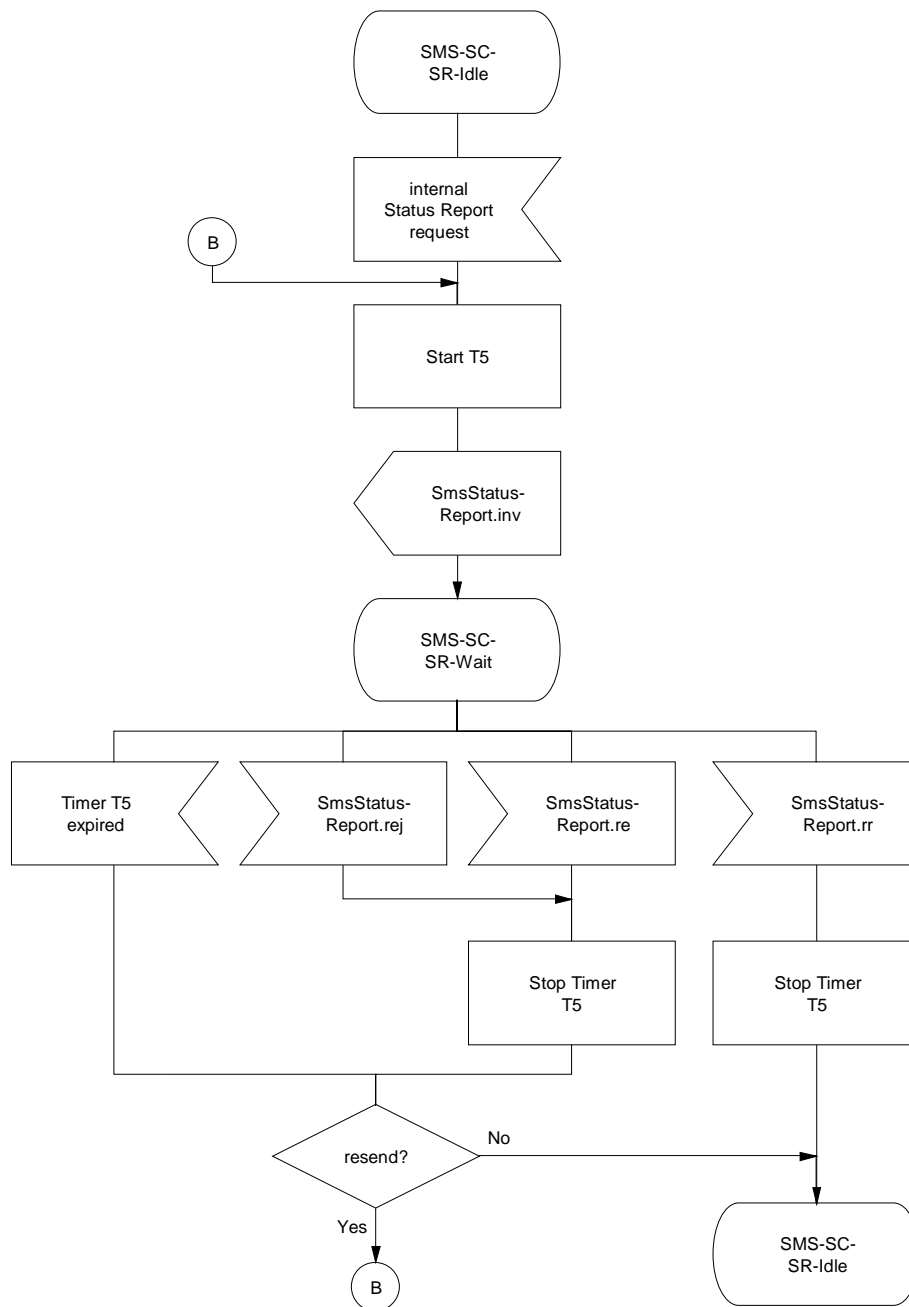 SMS-SC-
SR-Idle
internal
Status Report
request
B
Start T5
SmsStatus-
Report.inv
SMS-SC-
SR-Wait
Timer T5
expired
SmsStatus-
Report.rej
SmsStatus-
Report.re
SmsStatus-
Report.rr
Stop Timer
T5
Stop Timer
T5
resend?
No
Yes
B
SMS-SC-
SR-Idle